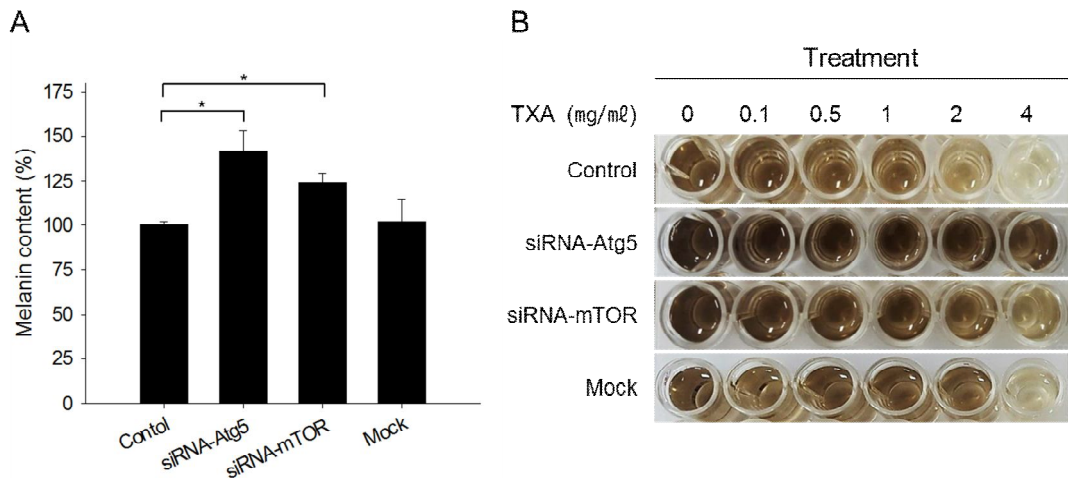 A
Melanin content (%)
175
150
125
100
75
50
25
0
*
*
Contol
siRNA-Atg5
siRNA-mTOR
Mock
B
Treatment
TXA (㎎/㎖) 0 0.1 0.5 1 2 4
Control
siRNA-Atg5
siRNA-mTOR
Mock